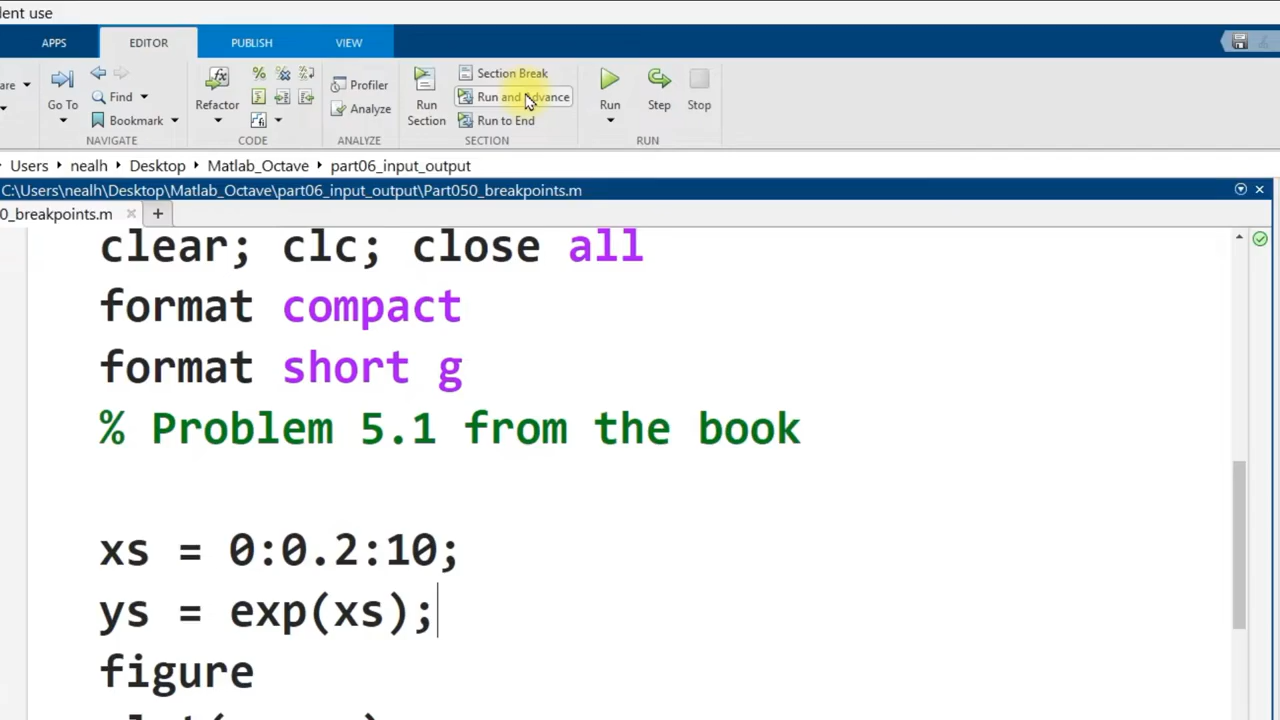 dent use
APPS EDITOR PUBLISH VIEW
Go To
Find
Bookmark
NAVIGATE
Refactor
CODE
Profiler
Analyze
ANALYZE
Run Section
Section Break
Run and Advance
Run to End
SECTION
Run
Step
Stop
RUN
Users nealh Desktop Matlab_Octave part06_input_output
C:\Users\nealh\Desktop\Matlab_Octave\part06_input_output\Part050_breakpoints.m
0_breakpoints.m
clear; clc; close all
format compact
format short g
% Problem 5.1 from the book
xs = 0:0.2:10;
ys = exp(xs);
figure